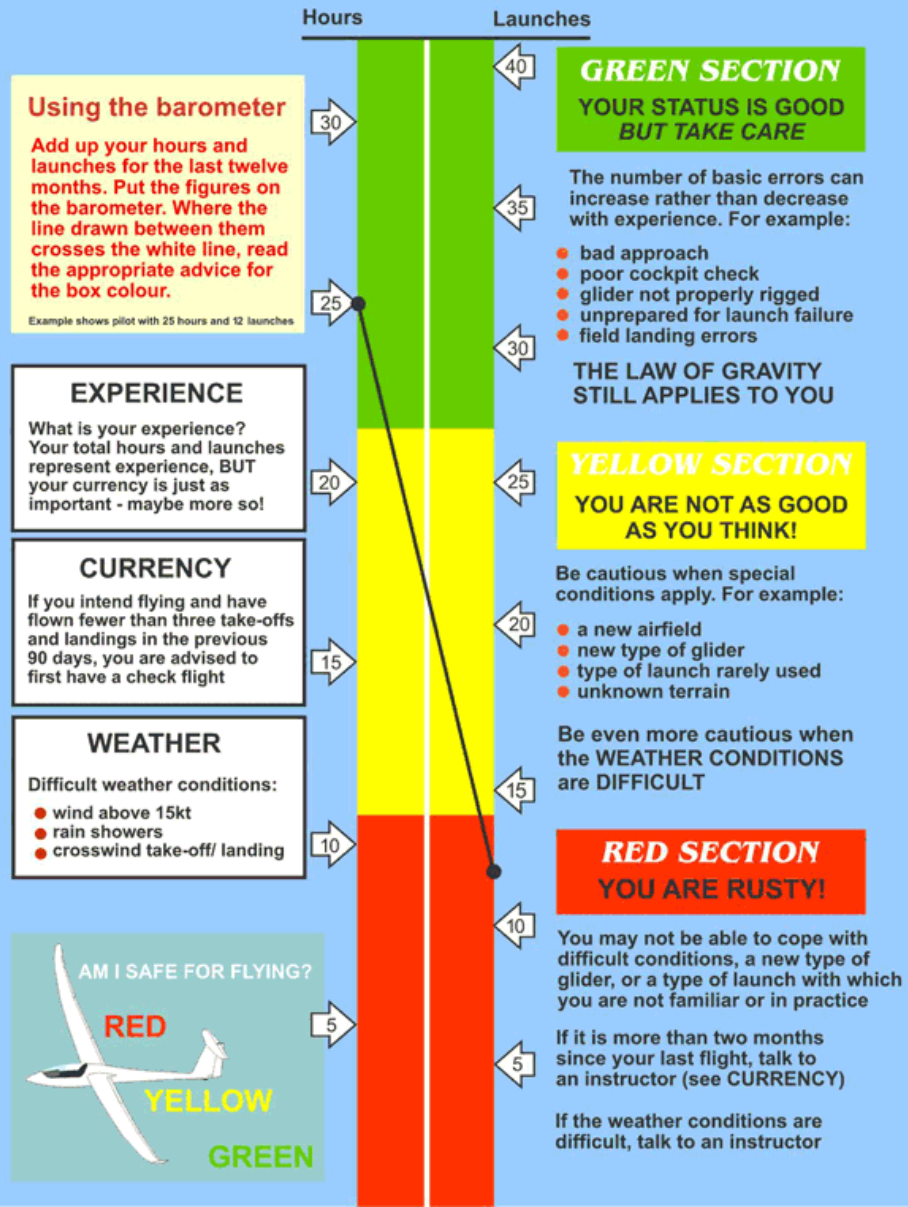 Hours
Launches
Using the barometer
Add up your hours and
launches for the last twelve
months. Put the figures on
the barometer. Where the
line drawn between them
crosses the white line, read
the appropriate advice for
the box colour.
Example shows pilot with 25 hours and 12 launches
EXPERIENCE
What is your experience?
Your total hours and launches
represent experience, BUT
your currency is just as
important - maybe more so!
CURRENCY
If you intend flying and have
flown fewer than three take-offs
and landings in the previous
90 days, you are advised to
first have a check flight
WEATHER
Difficult weather conditions:
wind above 15kt
rain showers
crosswind take-off/ landing
AM I SAFE FOR FLYING?
RED
YELLOW
GREEN
30
25
20
15
10
5
40
35
30
25
20
15
10
5
GREEN SECTION
YOUR STATUS IS GOOD
BUT TAKE CARE
The number of basic errors can
increase rather than decrease
with experience. For example:
bad approach
poor cockpit check
glider not properly rigged
unprepared for launch failure
field landing errors
THE LAW OF GRAVITY
STILL APPLIES TO YOU
YELLOW SECTION
YOU ARE NOT AS GOOD
AS YOU THINK!
Be cautious when special
conditions apply. For example:
a new airfield
new type of glider
type of launch rarely used
unknown terrain
Be even more cautious when
the WEATHER CONDITIONS
are DIFFICULT
RED SECTION
YOU ARE RUSTY!
You may not be able to cope with
difficult conditions, a new type of
glider, or a type of launch with which
you are not familiar or in practice
If it is more than two months
since your last flight, talk to
an instructor (see CURRENCY)
If the weather conditions are
difficult, talk to an instructor